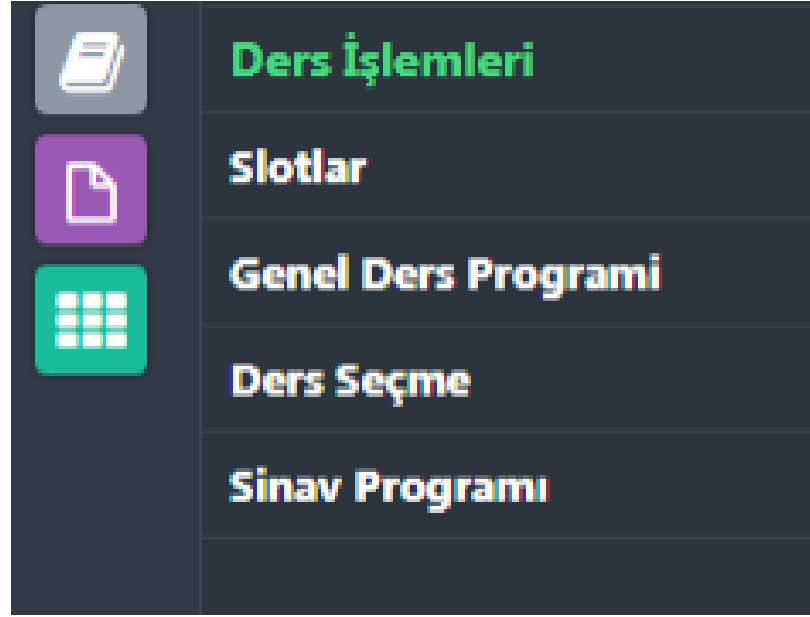 Ders İşlemleri
Slotlar
Genel Ders Programi
Ders Seçme
Sinav Programı